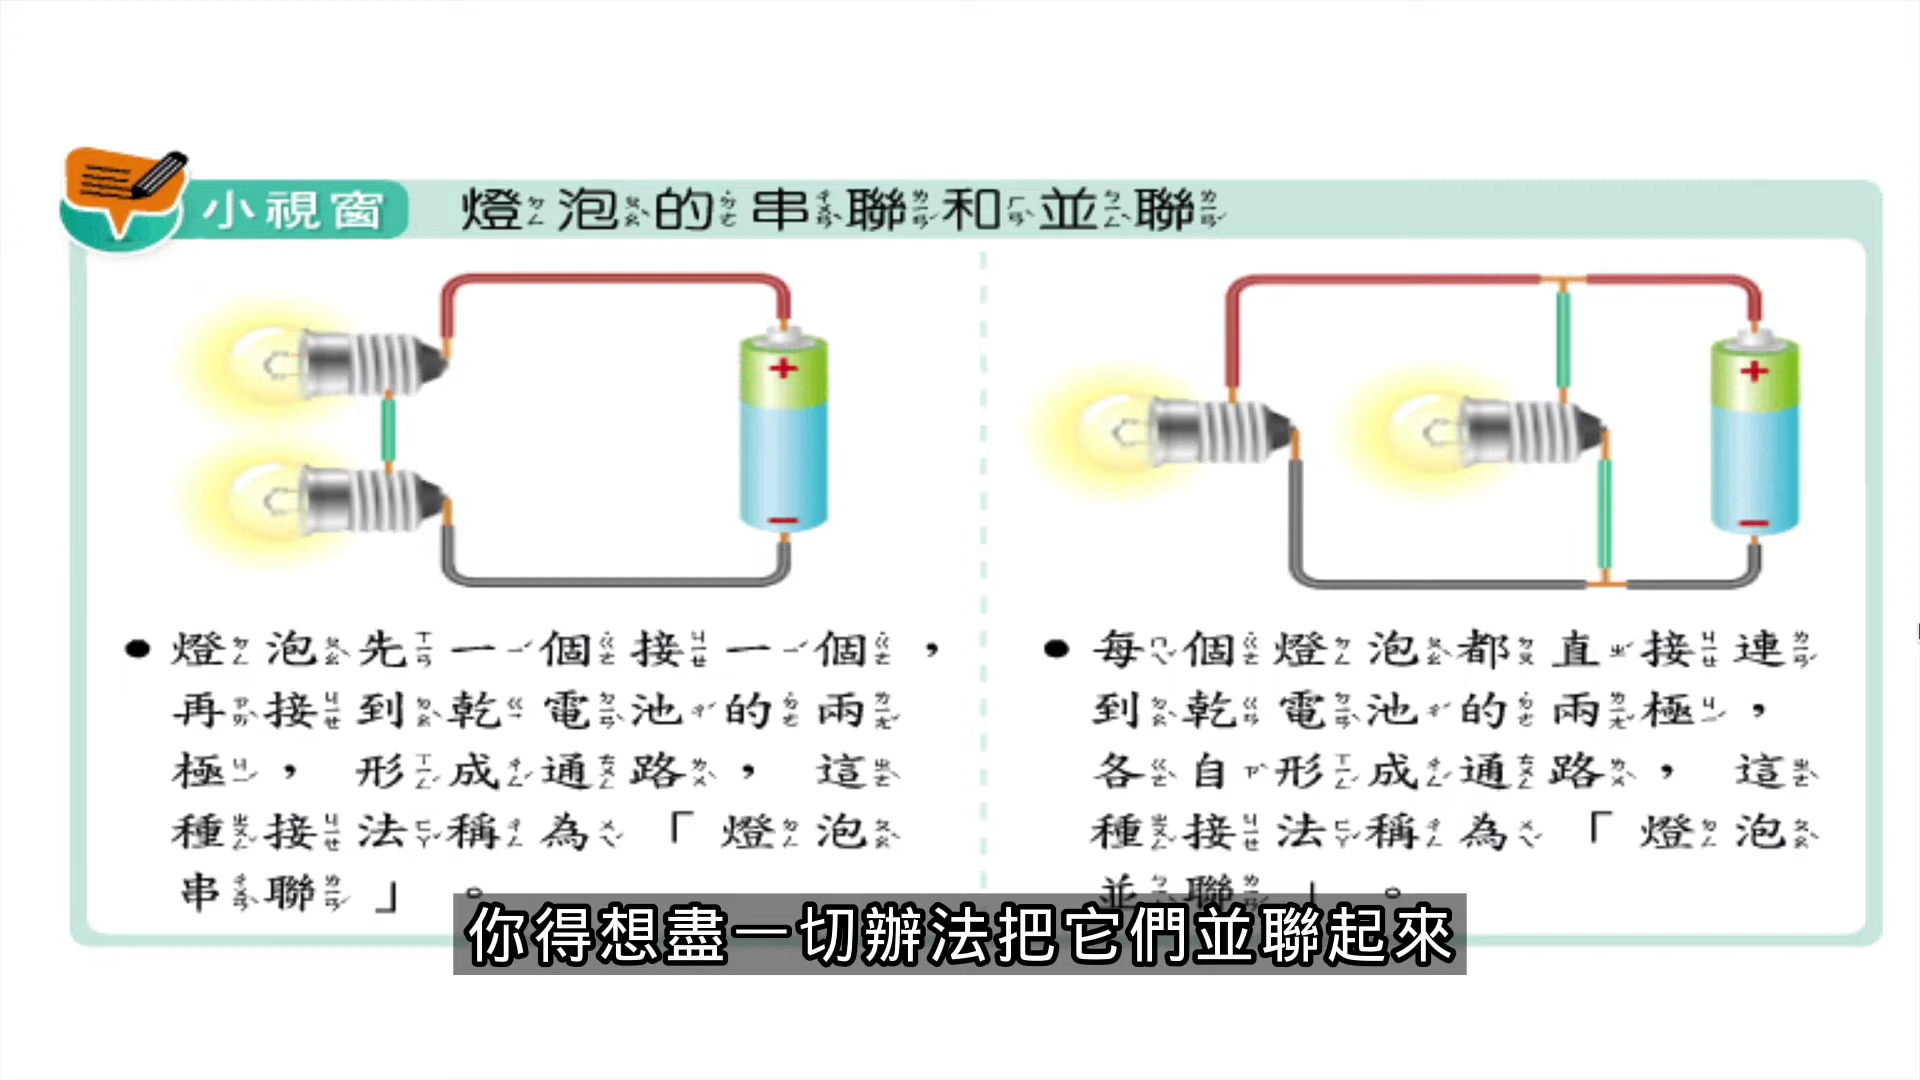 小視窗
燈泡的串聯和並聯
+
+
−
−
●燈泡先一個接一個，
再接到乾電池的兩
極，形成通路，這
種接法稱為「燈泡
串聯」。
●每個燈泡都直接連
到乾電池的兩極，
各自形成通路，這
種接法稱為「燈泡
並聯」。
你得想盡一切辦法把它們並聯起來